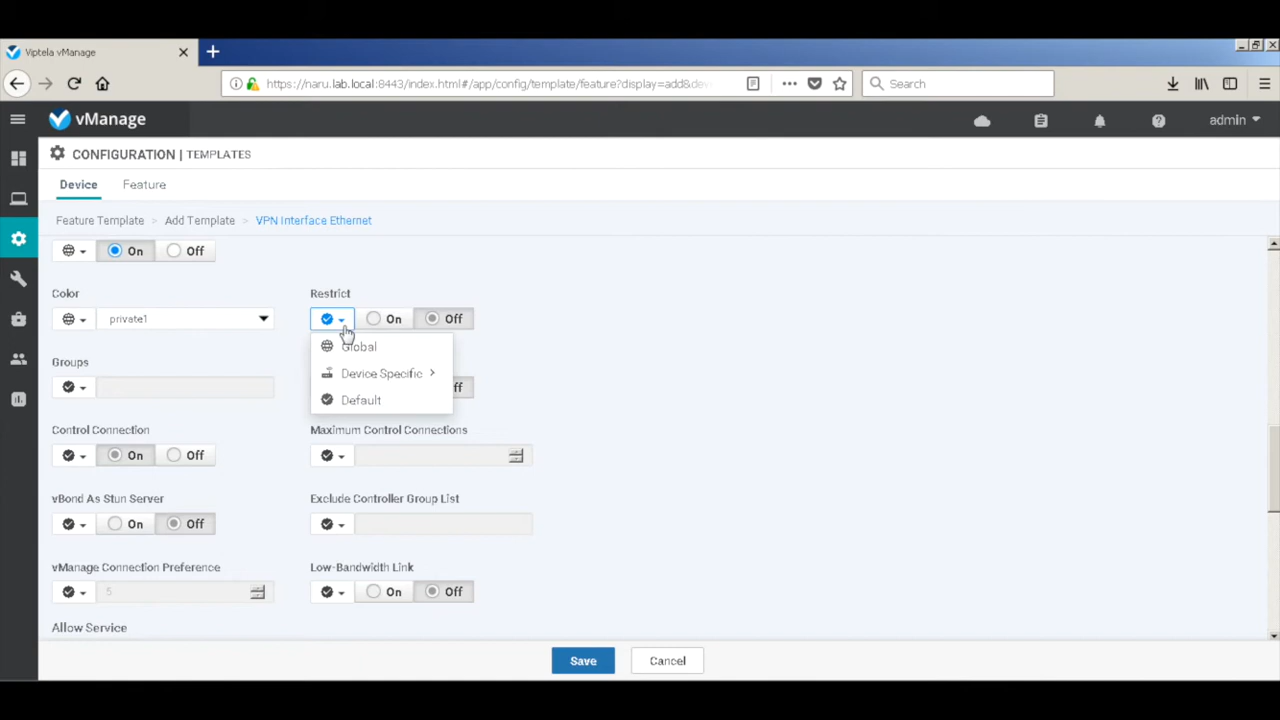 Viptela vManage
https://naru.lab.local:8443/index.html#/app/config/template/feature?display=add&dev
Search
vManage
admin
CONFIGURATION | TEMPLATES
Device
Feature
Feature Template > Add Template > VPN Interface Ethernet
On
Off
Color
Restrict
private1
On
Off
Global
Groups
Device Specific
Default
Control Connection
Maximum Control Connections
On
Off
vBond As Stun Server
Exclude Controller Group List
On
Off
vManage Connection Preference
Low-Bandwidth Link
5
On
Off
Allow Service
Save
Cancel